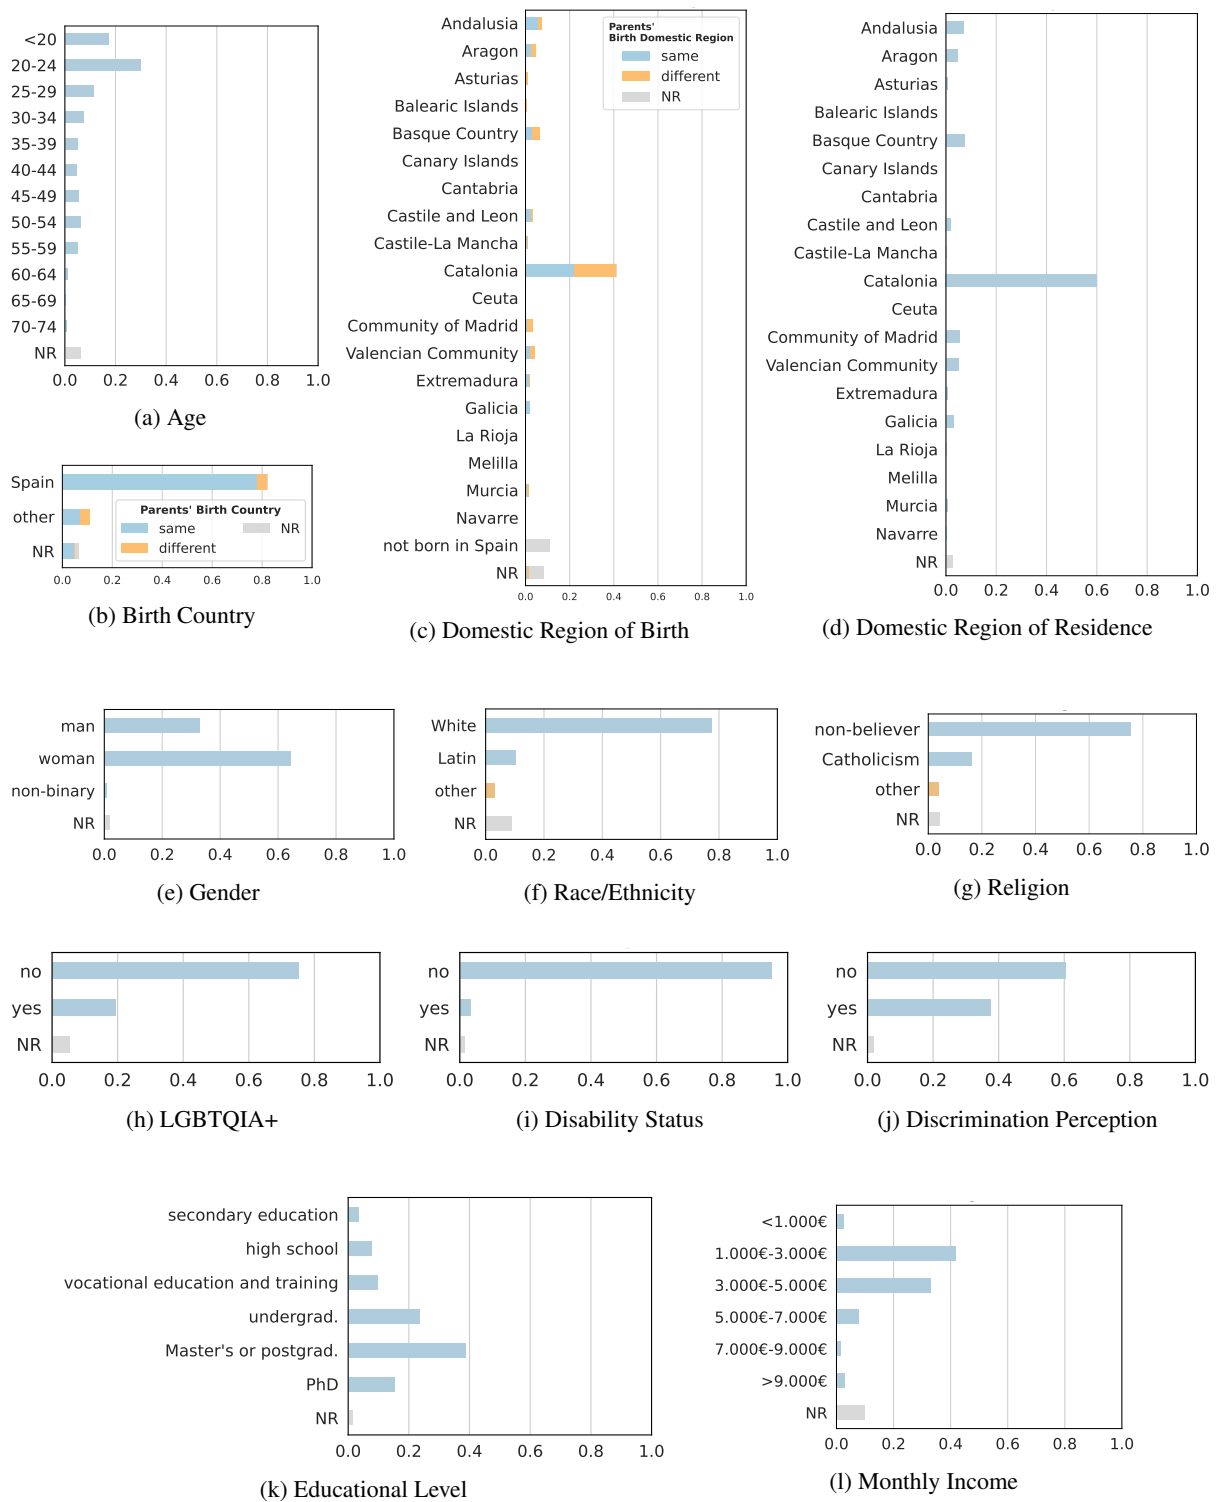 <20
20-24
25-29
30-34
35-39
40-44
45-49
50-54
55-59
60-64
65-69
70-74
NR
0.0 0.2 0.4 0.6 0.8 1.0
(a) Age
Spain
other
NR
Parents' Birth Country
same NR
different
0.0 0.2 0.4 0.6 0.8 1.0
(b) Birth Country
Andalusia
Aragon
Asturias
Balearic Islands
Basque Country
Canary Islands
Cantabria
Castile and Leon
Castile-La Mancha
Catalonia
Ceuta
Community of Madrid
Valencian Community
Extremadura
Galicia
La Rioja
Melilla
Murcia
Navarre
not born in Spain
NR
Parents'
Birth Domestic Region
same
different
NR
0.0 0.2 0.4 0.6 0.8 1.0
(c) Domestic Region of Birth
Andalusia
Aragon
Asturias
Balearic Islands
Basque Country
Canary Islands
Cantabria
Castile and Leon
Castile-La Mancha
Catalonia
Ceuta
Community of Madrid
Valencian Community
Extremadura
Galicia
La Rioja
Melilla
Murcia
Navarre
NR
0.0 0.2 0.4 0.6 0.8 1.0
(d) Domestic Region of Residence
man
woman
non-binary
NR
0.0 0.2 0.4 0.6 0.8 1.0
(e) Gender
White
Latin
other
NR
0.0 0.2 0.4 0.6 0.8 1.0
(f) Race/Ethnicity
non-believer
Catholicism
other
NR
0.0 0.2 0.4 0.6 0.8 1.0
(g) Religion
no
yes
NR
0.0 0.2 0.4 0.6 0.8 1.0
(h) LGBTQIA+
no
yes
NR
0.0 0.2 0.4 0.6 0.8 1.0
(i) Disability Status
no
yes
NR
0.0 0.2 0.4 0.6 0.8 1.0
(j) Discrimination Perception
secondary education
high school
vocational education and training
undergrad.
Master's or postgrad.
PhD
NR
0.0 0.2 0.4 0.6 0.8 1.0
(k) Educational Level
<1.000€
1.000€-3.000€
3.000€-5.000€
5.000€-7.000€
7.000€-9.000€
>9.000€
NR
0.0 0.2 0.4 0.6 0.8 1.0
(l) Monthly Income